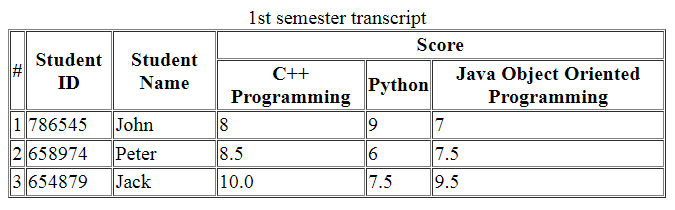 1st semester transcript
# Student ID Student Name Score
C++ Programming Python Java Object Oriented Programming
1 786545 John 8 9 7
2 658974 Peter 8.5 6 7.5
3 654879 Jack 10.0 7.5 9.5